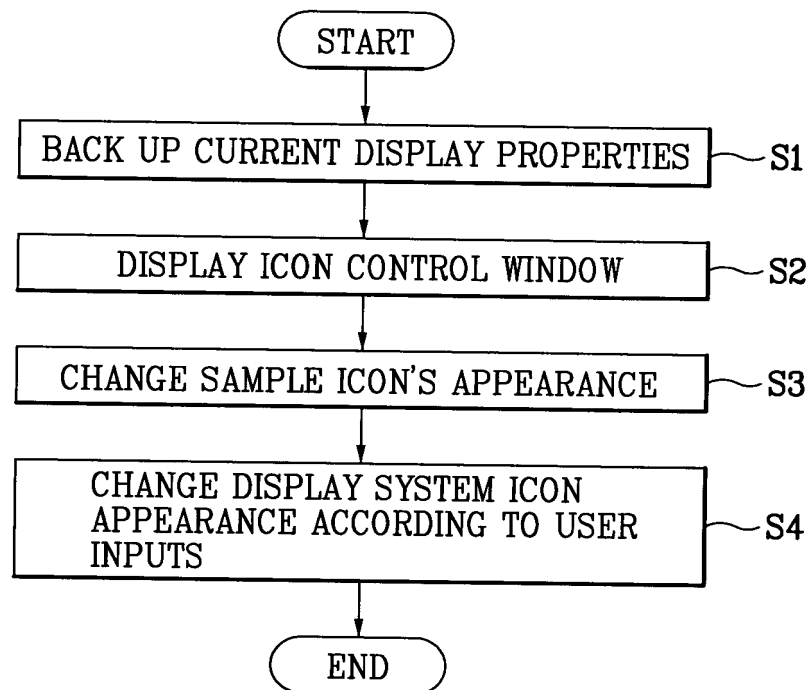 START
BACK UP CURRENT DISPLAY PROPERTIES S1
DISPLAY ICON CONTROL WINDOW S2
CHANGE SAMPLE ICON'S APPEARANCE S3
CHANGE DISPLAY SYSTEM ICON
APPEARANCE ACCORDING TO USER S4
INPUTS
END